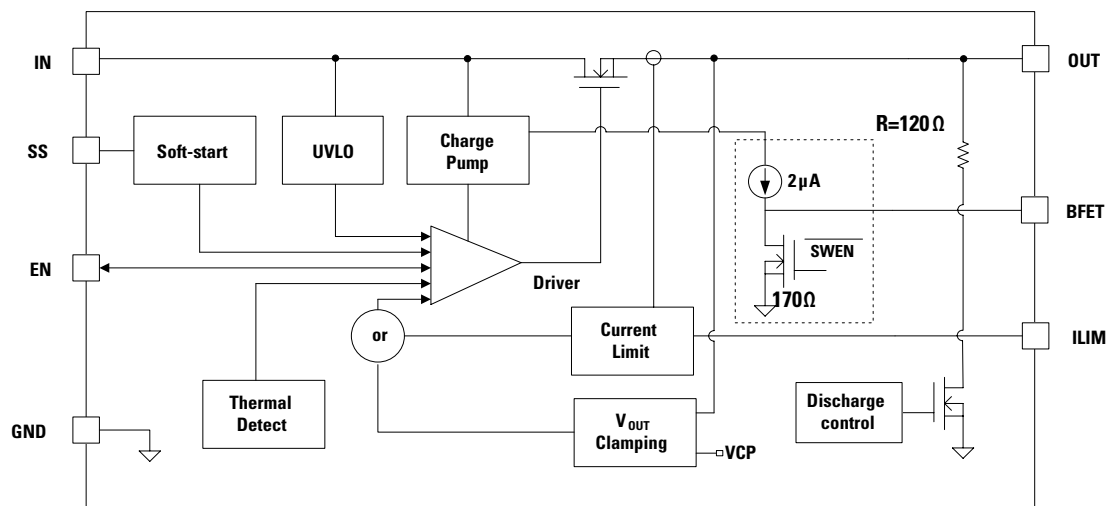 IN
OUT
SS
Soft-start
UVLO
Charge
Pump
R=120Ω
2µA
BFET
SWEN
EN
Driver
170Ω
or
Current
Limit
ILIM
Thermal
Detect
Discharge
control
VOUT
Clamping
GND
VCP